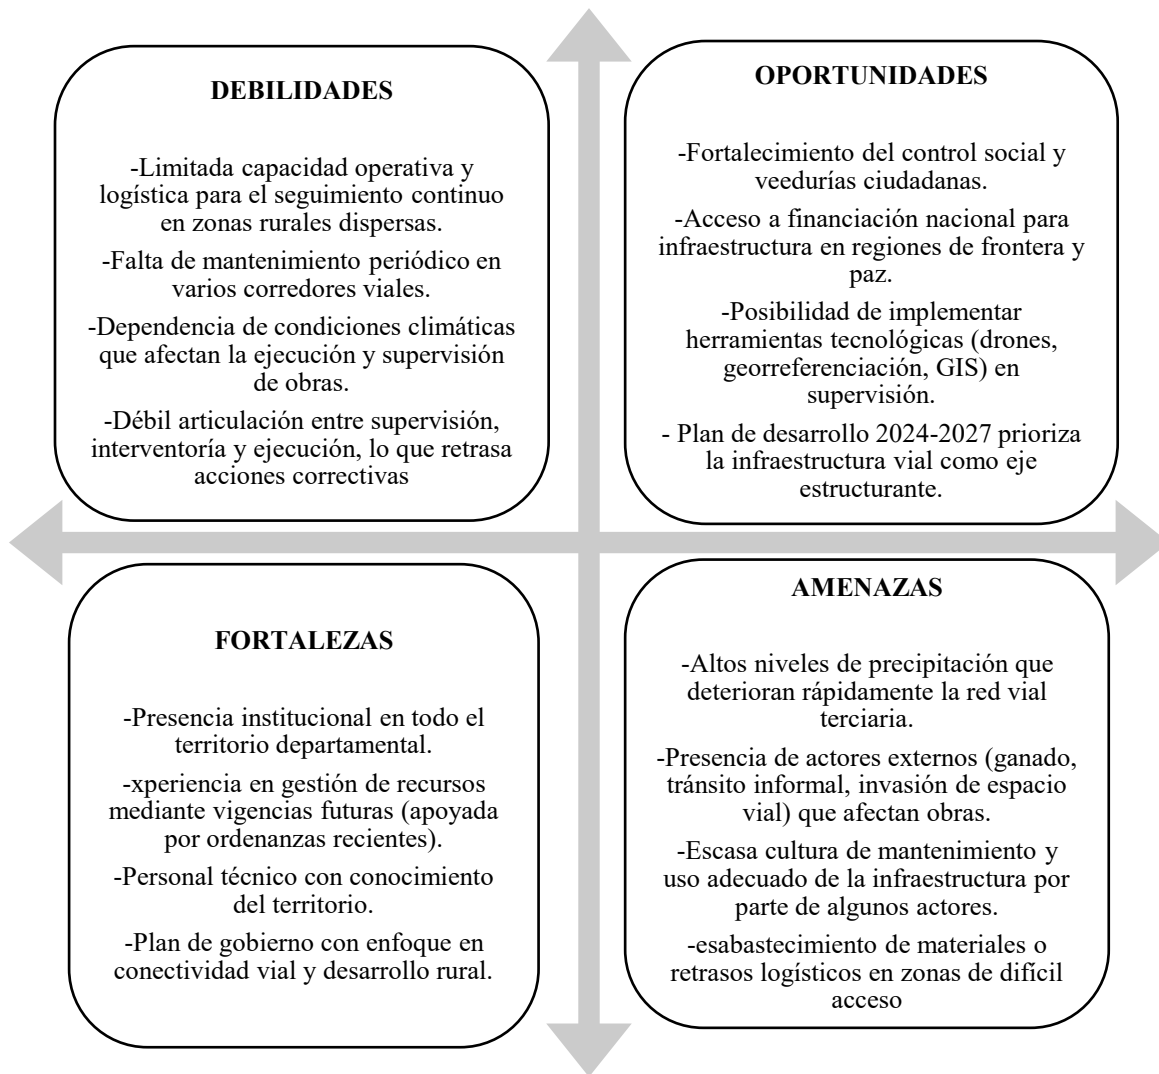 DEBILIDADES
-Limitada capacidad operativa y
logística para el seguimiento continuo
en zonas rurales dispersas.
-Falta de mantenimiento periódico en
varios corredores viales.
-Dependencia de condiciones climáticas
que afectan la ejecución y supervisión
de obras.
-Débil articulación entre supervisión,
interventoría y ejecución, lo que retrasa
acciones correctivas
OPORTUNIDADES
-Fortalecimiento del control social y
veedurías ciudadanas.
-Acceso a financiación nacional para
infraestructura en regiones de frontera y
paz.
-Posibilidad de implementar
herramientas tecnológicas (drones,
georreferenciación, GIS) en
supervisión.
- Plan de desarrollo 2024-2027 prioriza
la infraestructura vial como eje
estructurante.
FORTALEZAS
-Presencia institucional en todo el
territorio departamental.
-xperiencia en gestión de recursos
mediante vigencias futuras (apoyada
por ordenanzas recientes).
-Personal técnico con conocimiento
del territorio.
-Plan de gobierno con enfoque en
conectividad vial y desarrollo rural.
AMENAZAS
-Altos niveles de precipitación que
deterioran rápidamente la red vial
terciaria.
-Presencia de actores externos (ganado,
tránsito informal, invasión de espacio
vial) que afectan obras.
-Escasa cultura de mantenimiento y
uso adecuado de la infraestructura por
parte de algunos actores.
-esabastecimiento de materiales o
retrasos logísticos en zonas de difícil
acceso